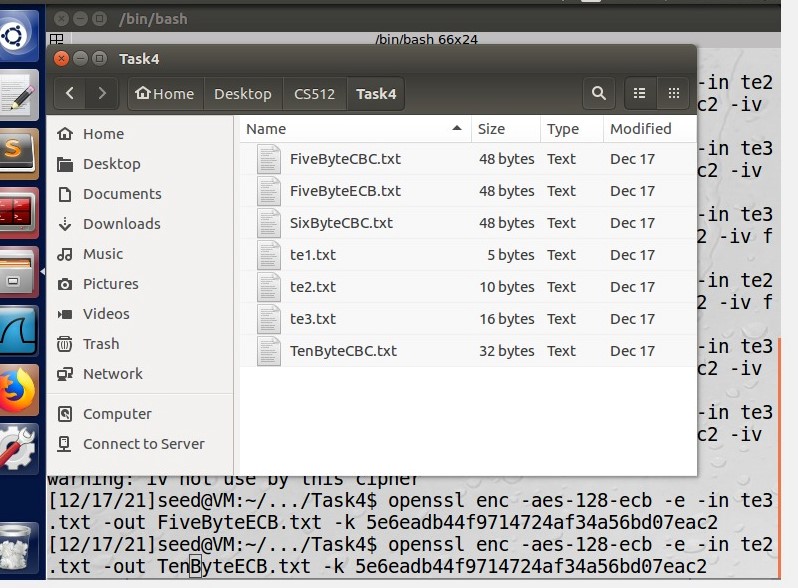 /bin/bash
/bin/bash 66x24
Task4
Home Desktop CS512 Task4
Name Size Type Modified
Home
Desktop
Documents
Downloads
Music
Pictures
Videos
Trash
Network
Computer
Connect to Server
FiveByteCBC.txt 48 bytes Text Dec 17
FiveByteECB.txt 48 bytes Text Dec 17
SixByteCBC.txt 48 bytes Text Dec 17
te1.txt 5 bytes Text Dec 17
te2.txt 10 bytes Text Dec 17
te3.txt 16 bytes Text Dec 17
TenByteCBC.txt 32 bytes Text Dec 17
-in te2
c2 -iv
-in te3
c2 -iv
-in te3
2 -iv f
-in te2
2 -iv f
-in te3
c2 -iv
-in te3
c2 -iv
warning: iv not use by this cipher
[12/17/21]seed@VM:~/.../Task4$ openssl enc -aes-128-ecb -e -in te3
.txt -out FiveByteECB.txt -k 5e6eadb44f9714724af34a56bd07eac2
[12/17/21]seed@VM:~/.../Task4$ openssl enc -aes-128-ecb -e -in te2
.txt -out TenByteECB.txt -k 5e6eadb44f9714724af34a56bd07eac2